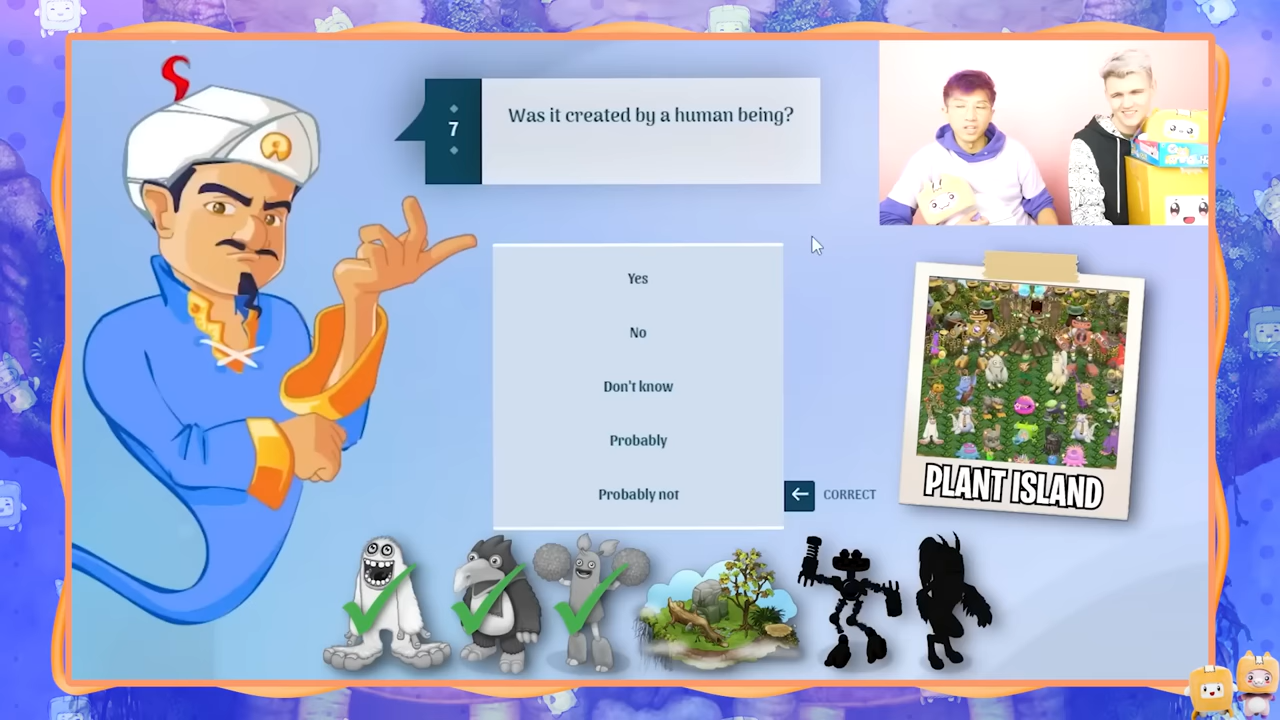 7
Was it created by a human being?
Yes
No
Don't know
Probably
Probably not
CORRECT
PLANT ISLAND